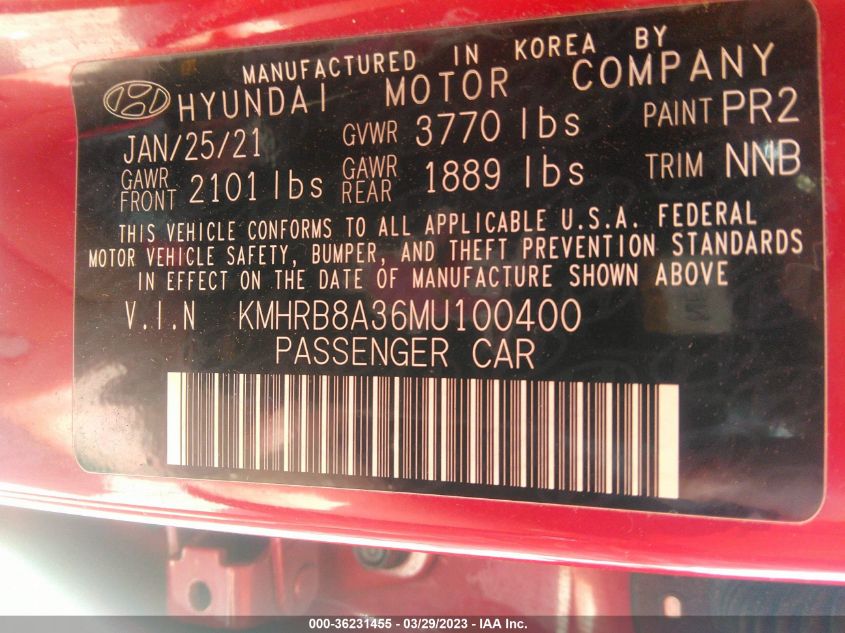 MANUFACTURED IN KOREA BY
HYUNDAI MOTOR COMPANY
JAN/25/21 GVWR 3770 lbs PAINT PR2
GAWR FRONT 2101 lbs GAWR REAR 1889 lbs TRIM NNB
THIS VEHICLE CONFORMS TO ALL APPLICABLE U.S.A. FEDERAL
MOTOR VEHICLE SAFETY, BUMPER, AND THEFT PREVENTION STANDARDS
IN EFFECT ON THE DATE OF MANUFACTURE SHOWN ABOVE
V.I.N KMHRB8A36MU100400
PASSENGER CAR
000-36231455 - 03/29/2023 - IAA Inc.